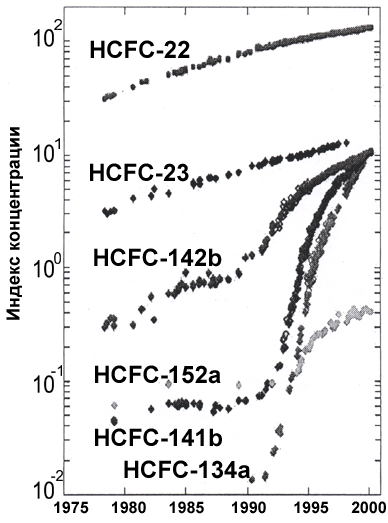 Индекс концентрации
10²
10¹
10⁰
10⁻¹
10⁻²
HCFC-22
HCFC-23
HCFC-142b
HCFC-152a
HCFC-141b
HCFC-134a
1975 1980 1985 1990 1995 2000